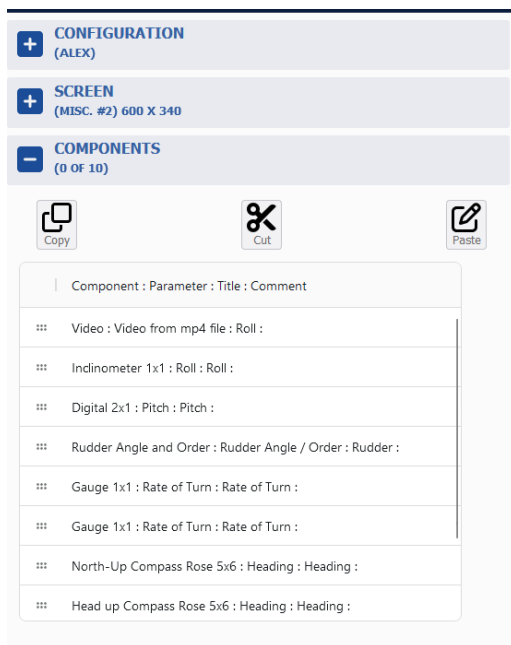 CONFIGURATION
(ALEX)
SCREEN
(MISC. #2) 600 X 340
COMPONENTS
(0 OF 10)
Copy
Cut
Paste
Component : Parameter : Title : Comment
Video : Video from mp4 file : Roll :
Inclinometer 1x1 : Roll : Roll :
Digital 2x1 : Pitch : Pitch :
Rudder Angle and Order : Rudder Angle / Order : Rudder :
Gauge 1x1 : Rate of Turn : Rate of Turn :
Gauge 1x1 : Rate of Turn : Rate of Turn :
North-Up Compass Rose 5x6 : Heading : Heading :
Head up Compass Rose 5x6 : Heading : Heading :